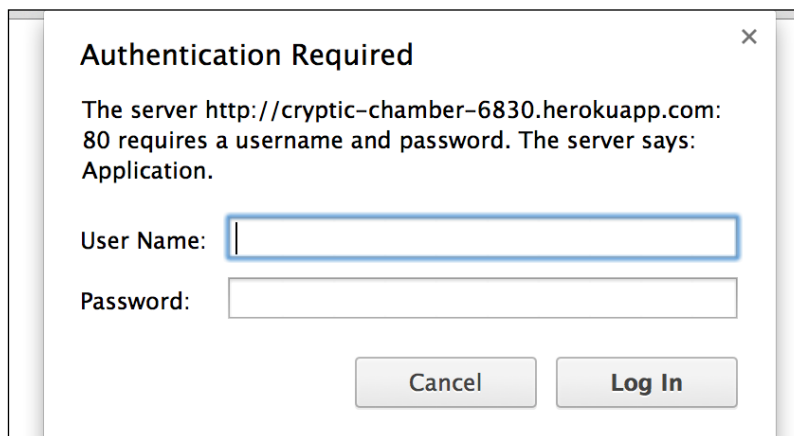 Authentication Required
The server http://cryptic-chamber-6830.herokuapp.com:
80 requires a username and password. The server says:
Application.
User Name:
Password:
Cancel Log In